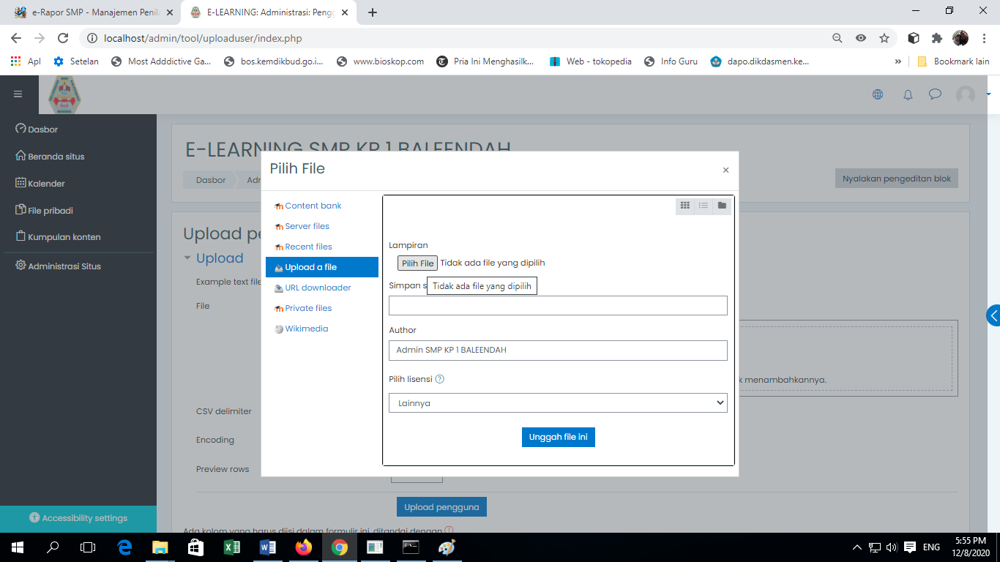 e-Rapor SMP - Manajemen Penila
E-LEARNING: Administrasi: Pengg
localhost/admin/tool/uploaduser/index.php
Apl
Setelan
Most Adddictive Ga...
bos.kemdikbud.go.i...
www.bioskop.com
Pria Ini Menghasilk...
Web - tokopedia
Info Guru
dapo.dikdasmen.ke...
»
Bookmark lain
Dasbor
Beranda situs
Kalender
File pribadi
Kumpulan konten
Administrasi Situs
Accessibility settings
E-LEARNING SMP KP 1 BALEENDAH
Dasbor
Adr
Nyalakan pengeditan blok
Upload pe
Upload
Example text file
File
k menambahkannya.
CSV delimiter
Encoding
Preview rows
Upload pengguna
Ada kolom yang harus diisi dalam formulir ini, ditandai dengan
Pilih File
×
Content bank
Server files
Recent files
Upload a file
URL downloader
Private files
Wikimedia
Lampiran
Pilih File Tidak ada file yang dipilih
Simpan s
Tidak ada file yang dipilih
Author
Admin SMP KP 1 BALEENDAH
Pilih lisensi ?
Lainnya
Unggah file ini
ENG
5:55 PM
12/8/2020